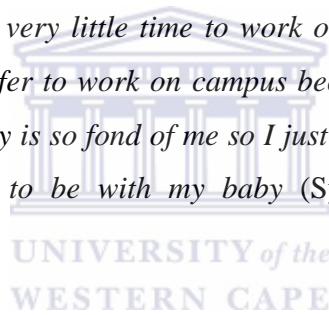 very little time to work o
fer to work on campus be
y is so fond of me so I just
to be with my baby (S
UNIVERSITY of the
WESTERN CAPE